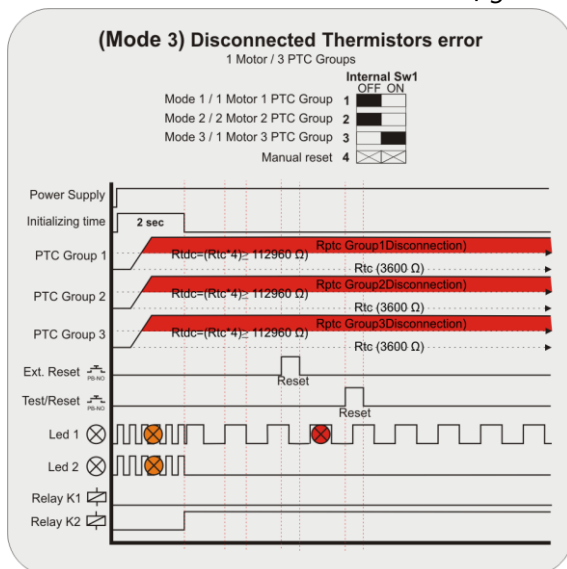 (Mode 3) Disconnected Thermistors error
1 Motor / 3 PTC Groups
Internal Sw1
OFF ON
Mode 1 / 1 Motor 1 PTC Group 1
Mode 2 / 2 Motor 2 PTC Group 2
Mode 3 / 1 Motor 3 PTC Group 3
Manual reset 4
Power Supply
Initializing time 2 sec
Rptc Group1Disconnection)
PTC Group 1 Rtdc=(Rtc*4)≥ 112960 Ω)
Rtc (3600 Ω)
Rptc Group2Disconnection)
PTC Group 2 Rtdc=(Rtc*4)≥ 112960 Ω)
Rtc (3600 Ω)
Rptc Group3Disconnection)
PTC Group 3 Rtdc=(Rtc*4)≥ 112960 Ω)
Rtc (3600 Ω)
Ext. Reset PB-NO
Reset
Test/Reset PB-NO
Reset
Led 1
Led 2
Relay K1
Relay K2